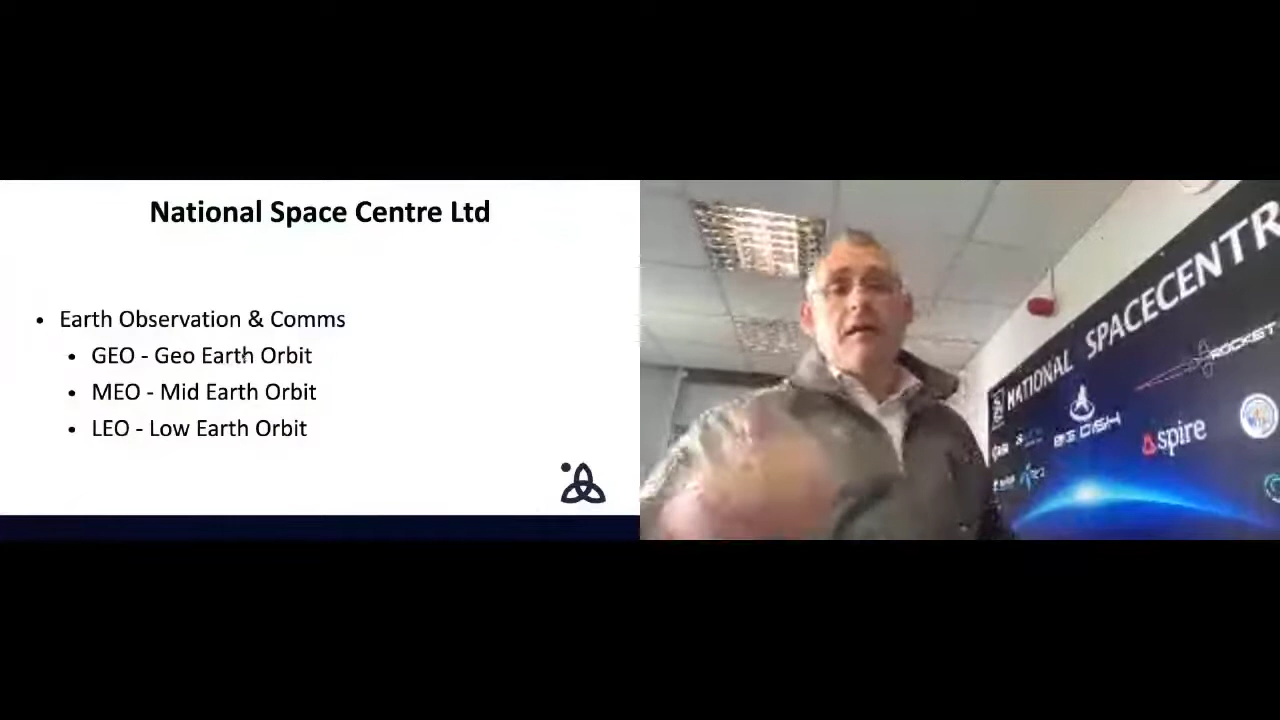 National Space Centre Ltd
• Earth Observation & Comms
• GEO - Geo Earth Orbit
• MEO - Mid Earth Orbit
• LEO - Low Earth Orbit
NATIONAL SPACECENTR
ROCKET
BIG DISH
spire